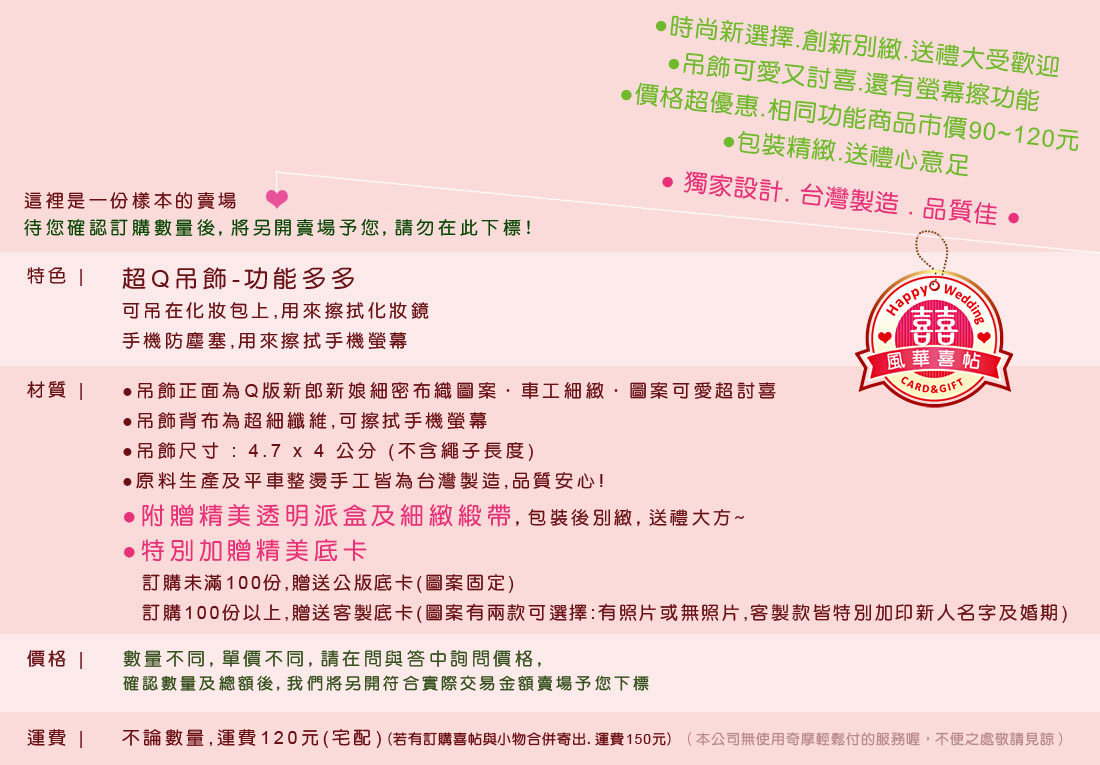 ●時尚新選擇.創新別緻.送禮大受歡迎
●吊飾可愛又討喜.還有螢幕擦功能
●價格超優惠.相同功能商品市價90~120元
●包裝精緻.送禮心意足
● 獨家設計. 台灣製造 . 品質佳 ●
這裡是一份樣本的賣場
待您確認訂購數量後, 將另開賣場予您, 請勿在此下標!
Happy Wedding
囍
風華喜帖
CARD&GIFT
特色 | 超Q吊飾-功能多多
可吊在化妝包上,用來擦拭化妝鏡
手機防塵塞,用來擦拭手機螢幕
材質 | ●吊飾正面為Q版新郎新娘細密布織圖案．車工細緻．圖案可愛超討喜
●吊飾背布為超細纖維,可擦拭手機螢幕
●吊飾尺寸 : 4.7 x 4 公分 (不含繩子長度)
●原料生產及平車整燙手工皆為台灣製造,品質安心!
●附贈精美透明派盒及細緻緞帶, 包裝後別緻, 送禮大方~
●特別加贈精美底卡
訂購未滿100份,贈送公版底卡(圖案固定)
訂購100份以上,贈送客製底卡(圖案有兩款可選擇:有照片或無照片,客製款皆特別加印新人名字及婚期)
價格 | 數量不同, 單價不同, 請在問與答中詢問價格,
確認數量及總額後, 我們將另開符合實際交易金額賣場予您下標
運費 | 不論數量,運費120元(宅配) (若有訂購喜帖與小物合併寄出. 運費150元) （本公司無使用奇摩輕鬆付的服務喔，不便之處敬請見諒）